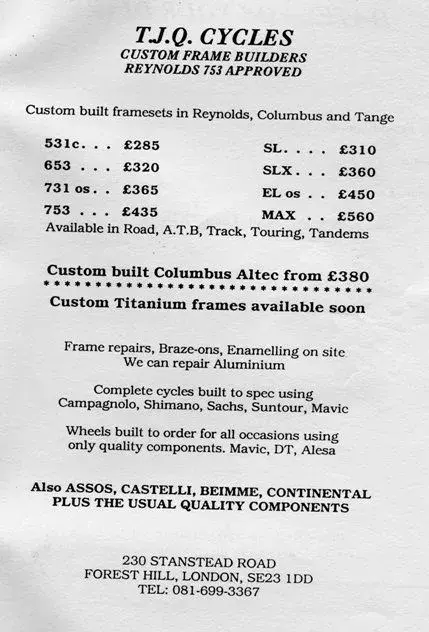 T.J.Q. CYCLES
CUSTOM FRAME BUILDERS
REYNOLDS 753 APPROVED
Custom built framesets in Reynolds, Columbus and Tange
531c. . . £285 SL. . . . £310
653 . . . £320 SLX. . . £360
731 os. . £365 EL os . . £450
753 . . . £435 MAX . . £560
Available in Road, A.T.B, Track, Touring, Tandems
Custom built Columbus Altec from £380
* * * * * * * * * * * * * * * * * * * * * * * * * * * * * * *
Custom Titanium frames available soon
Frame repairs, Braze-ons, Enamelling on site
We can repair Aluminium
Complete cycles built to spec using
Campagnolo, Shimano, Sachs, Suntour, Mavic
Wheels built to order for all occasions using
only quality components. Mavic, DT, Alesa
Also ASSOS, CASTELLI, BEIMME, CONTINENTAL
PLUS THE USUAL QUALITY COMPONENTS
230 STANSTEAD ROAD
FOREST HILL, LONDON, SE23 1DD
TEL: 081-699-3367